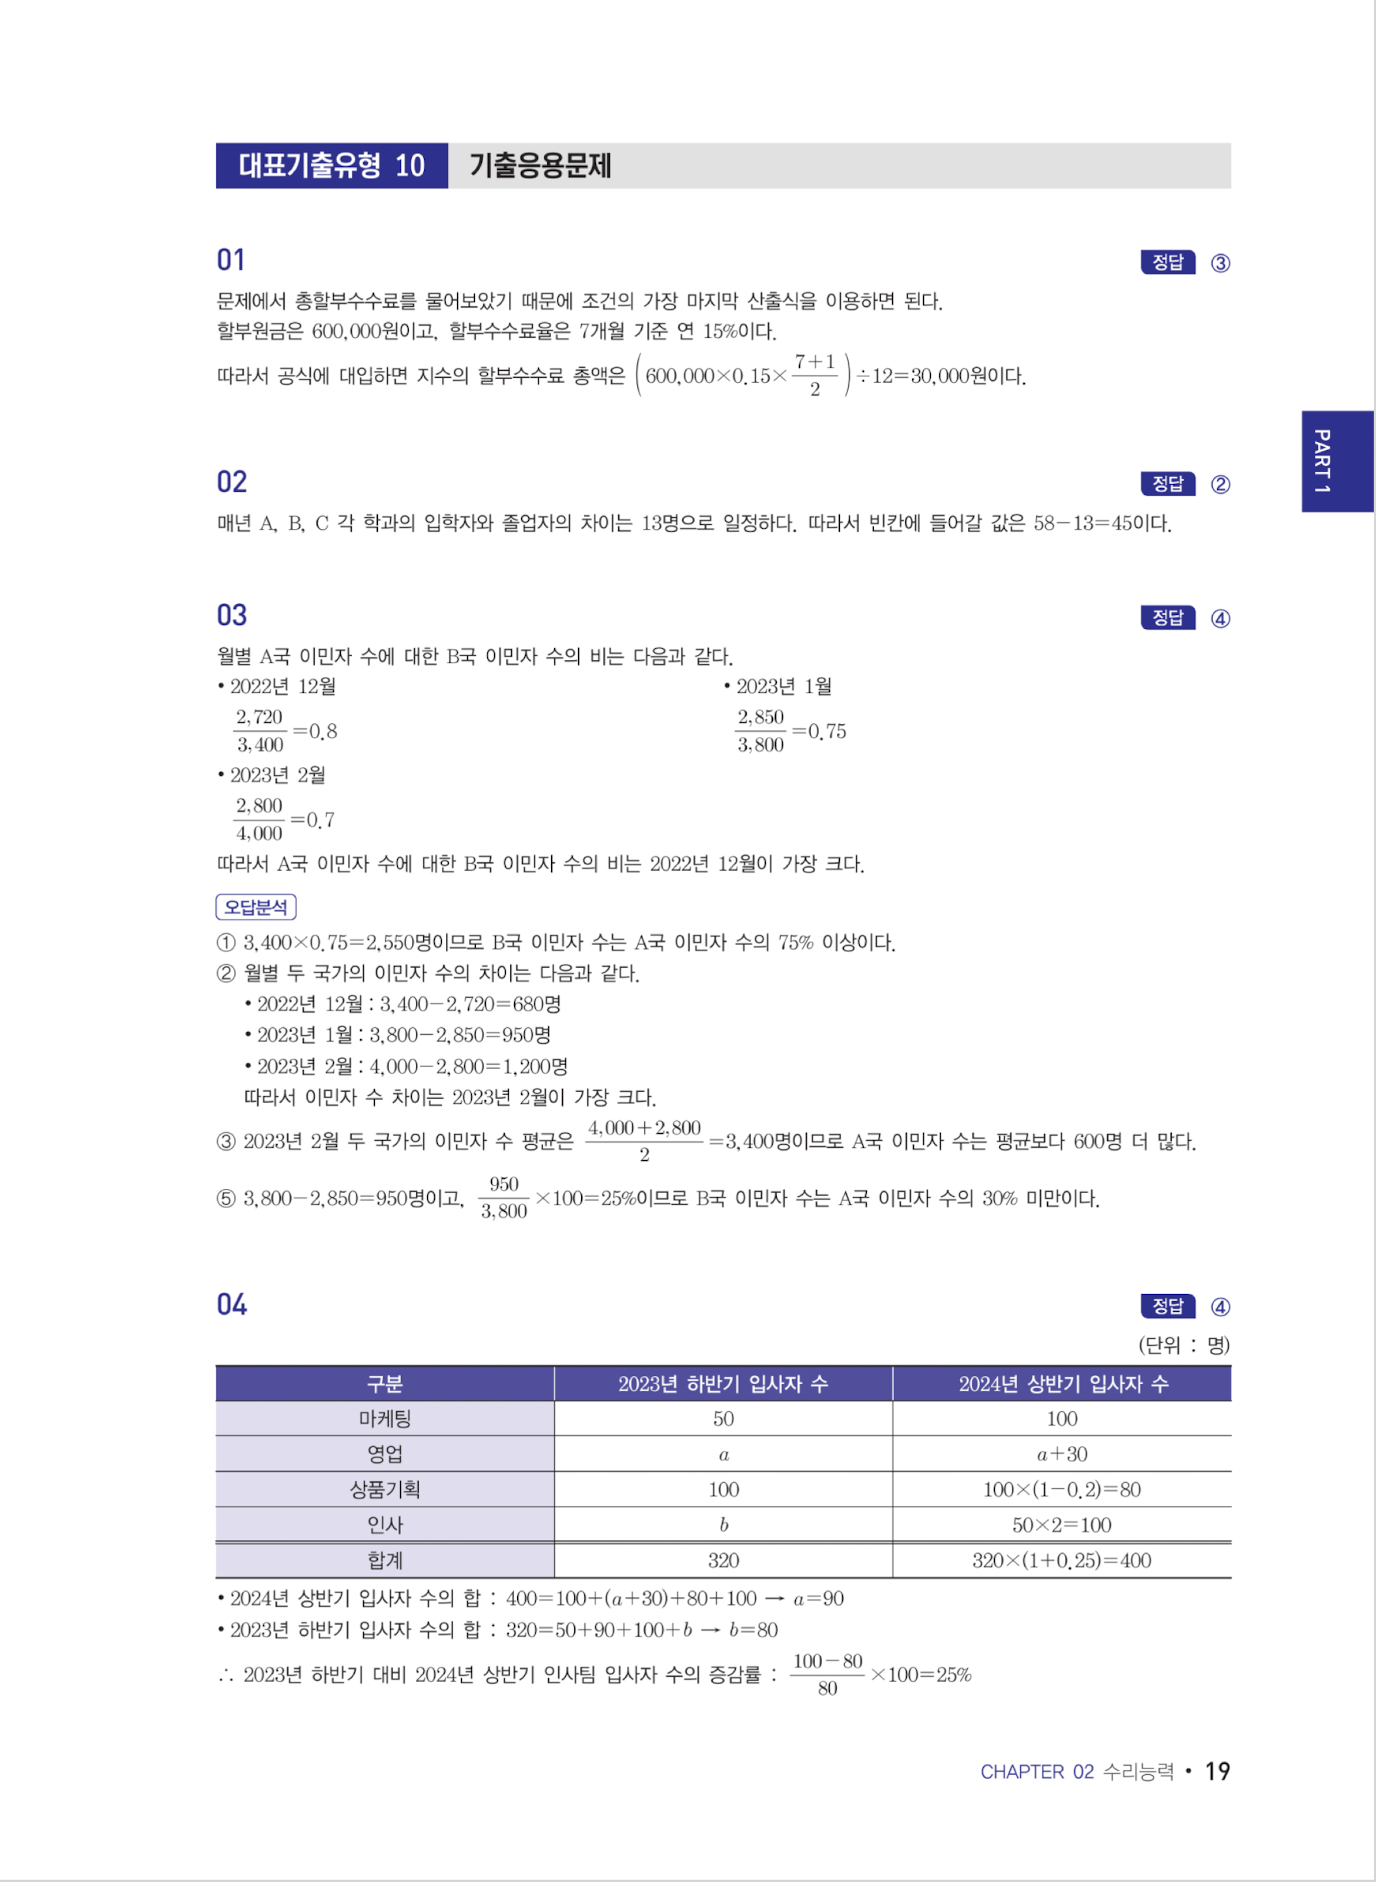 대표기출유형 10 기출응용문제
01 정답 ③
문제에서 총할부수수료를 물어보았기 때문에 조건의 가장 마지막 산출식을 이용하면 된다.
할부원금은 600,000원이고, 할부수수료율은 7개월 기준 연 15%이다.
따라서 공식에 대입하면 지수의 할부수수료 총액은 (600,000×0.15×(7+1)/2)÷12=30,000원이다.
PART 1
02 정답 ②
매년 A, B, C 각 학과의 입학자와 졸업자의 차이는 13명으로 일정하다. 따라서 빈칸에 들어갈 값은 58-13=45이다.
03 정답 ④
월별 A국 이민자 수에 대한 B국 이민자 수의 비는 다음과 같다.
• 2022년 12월 • 2023년 1월
2,720/3,400=0.8 2,850/3,800=0.75
• 2023년 2월
2,800/4,000=0.7
따라서 A국 이민자 수에 대한 B국 이민자 수의 비는 2022년 12월이 가장 크다.
오답분석
① 3,400×0.75=2,550명이므로 B국 이민자 수는 A국 이민자 수의 75% 이상이다.
② 월별 두 국가의 이민자 수의 차이는 다음과 같다.
• 2022년 12월 : 3,400-2,720=680명
• 2023년 1월 : 3,800-2,850=950명
• 2023년 2월 : 4,000-2,800=1,200명
따라서 이민자 수 차이는 2023년 2월이 가장 크다.
③ 2023년 2월 두 국가의 이민자 수 평균은 (4,000+2,800)/2=3,400명이므로 A국 이민자 수는 평균보다 600명 더 많다.
⑤ 3,800-2,850=950명이고, 950/3,800×100=25%이므로 B국 이민자 수는 A국 이민자 수의 30% 미만이다.
04 정답 ④
(단위 : 명)
구분 2023년 하반기 입사자 수 2024년 상반기 입사자 수
마케팅 50 100
영업 a a+30
상품기획 100 100×(1-0.2)=80
인사 b 50×2=100
합계 320 320×(1+0.25)=400
• 2024년 상반기 입사자 수의 합 : 400=100+(a+30)+80+100 → a=90
• 2023년 하반기 입사자 수의 합 : 320=50+90+100+b → b=80
∴ 2023년 하반기 대비 2024년 상반기 인사팀 입사자 수의 증감률 : (100-80)/80×100=25%
CHAPTER 02 수리능력 • 19